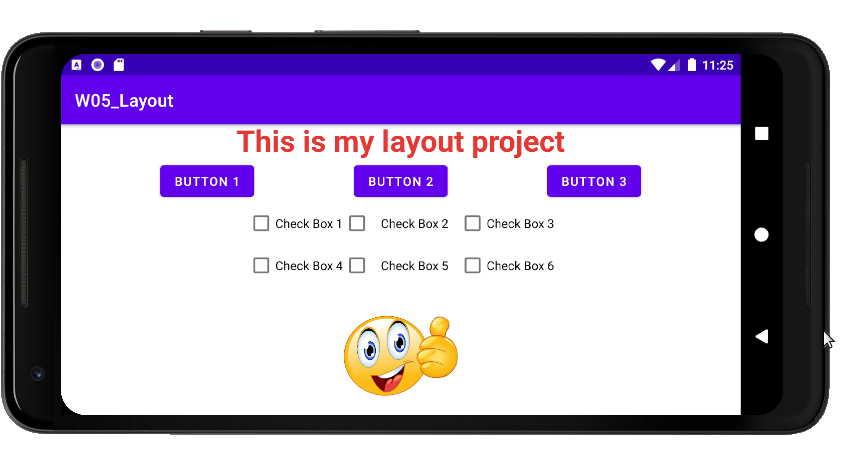 11:25
W05_Layout
This is my layout project
BUTTON 1 BUTTON 2 BUTTON 3
Check Box 1 Check Box 2 Check Box 3
Check Box 4 Check Box 5 Check Box 6